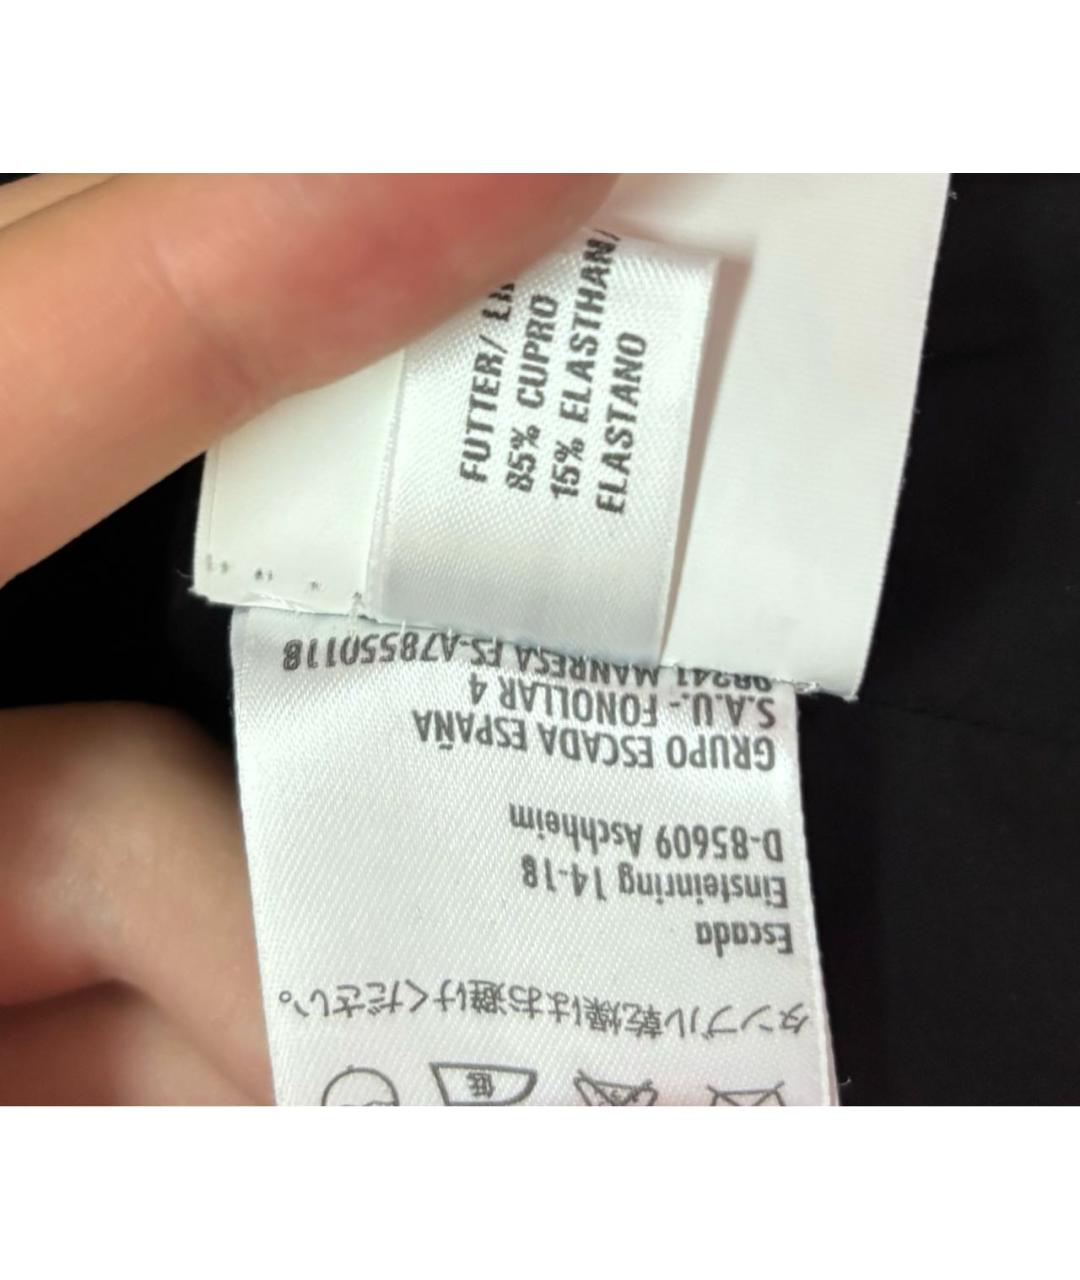 FUTTER/
85% CUPRO
15% ELASTHAN/
ELASTANO
低
タンブル乾燥はお避けください。
Escada
Einsteinring 14-18
D-85609 Aschheim
GRUPO ESCADA ESPAÑA
S.A.U.- FONOLLAR 4
08241 MANRESA ES-A78550118